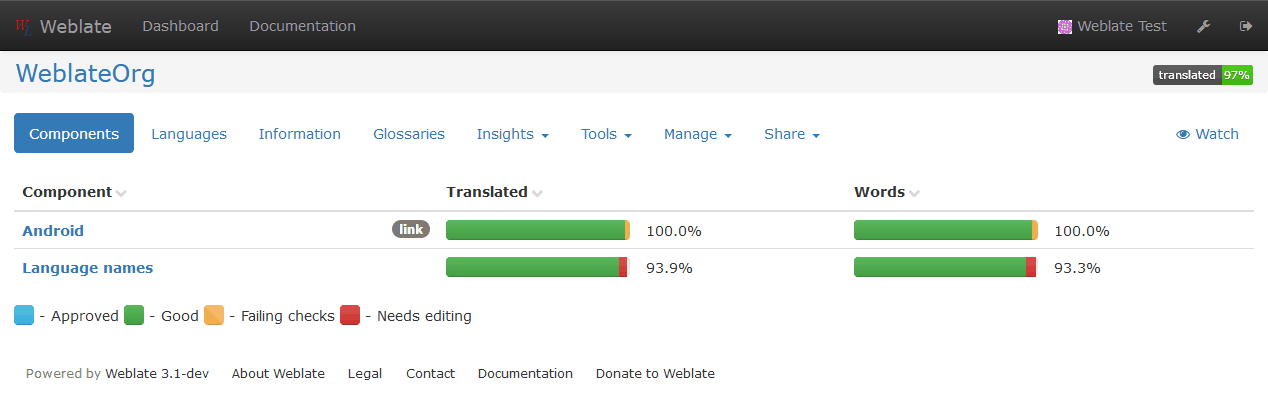 Weblate Dashboard Documentation Weblate Test
WeblateOrg translated 97%
Components Languages Information Glossaries Insights Tools Manage Share Watch
Component Translated Words
Android link 100.0% 100.0%
Language names 93.9% 93.3%
- Approved - Good - Failing checks - Needs editing
Powered by Weblate 3.1-dev About Weblate Legal Contact Documentation Donate to Weblate